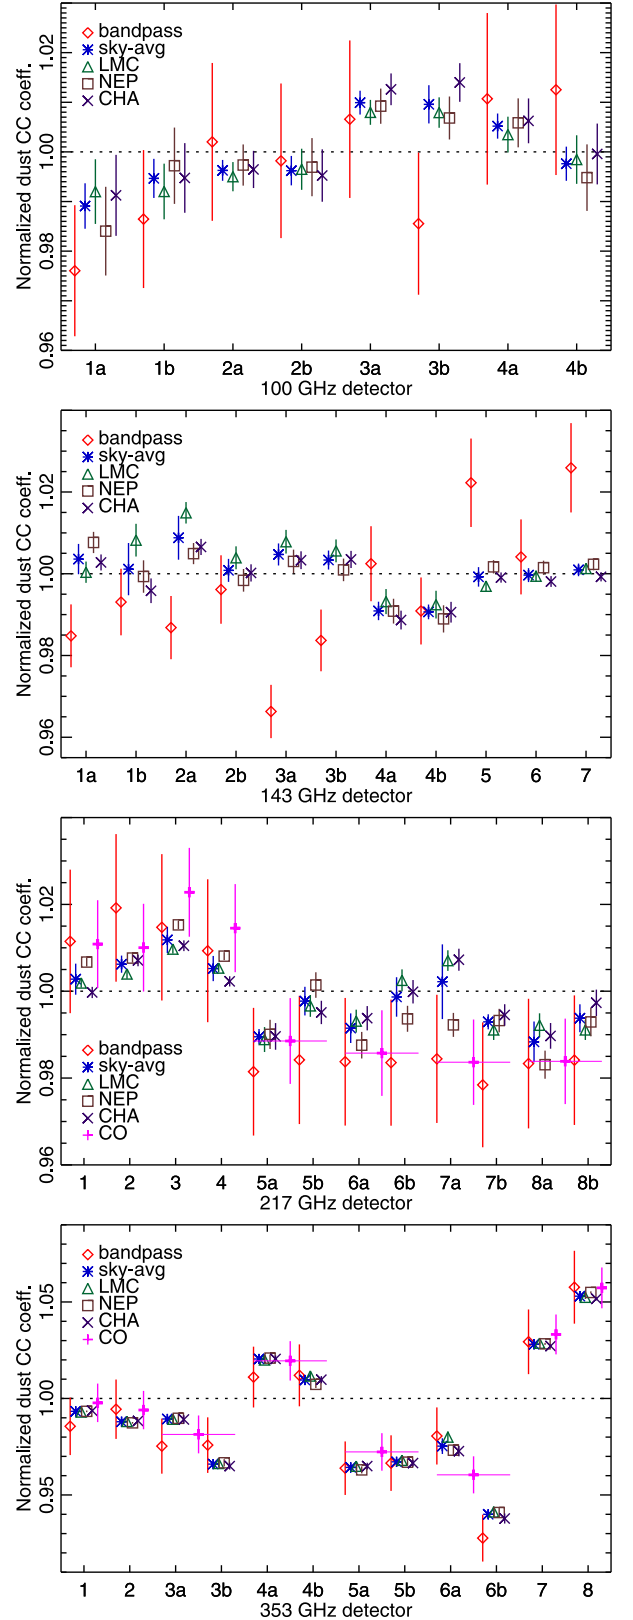 Normalized dust CC coeff.
1.02
1.00
0.98
0.96
bandpass
sky-avg
LMC
NEP
CHA
1a 1b 2a 2b 3a 3b 4a 4b
100 GHz detector
Normalized dust CC coeff.
1.02
1.00
0.98
0.96
bandpass
sky-avg
LMC
NEP
CHA
1a 1b 2a 2b 3a 3b 4a 4b 5 6 7
143 GHz detector
Normalized dust CC coeff.
1.02
1.00
0.98
0.96
bandpass
sky-avg
LMC
NEP
CHA
CO
1 2 3 4 5a 5b 6a 6b 7a 7b 8a 8b
217 GHz detector
Normalized dust CC coeff.
1.05
1.00
0.95
bandpass
sky-avg
LMC
NEP
CHA
CO
1 2 3a 3b 4a 4b 5a 5b 6a 6b 7 8
353 GHz detector